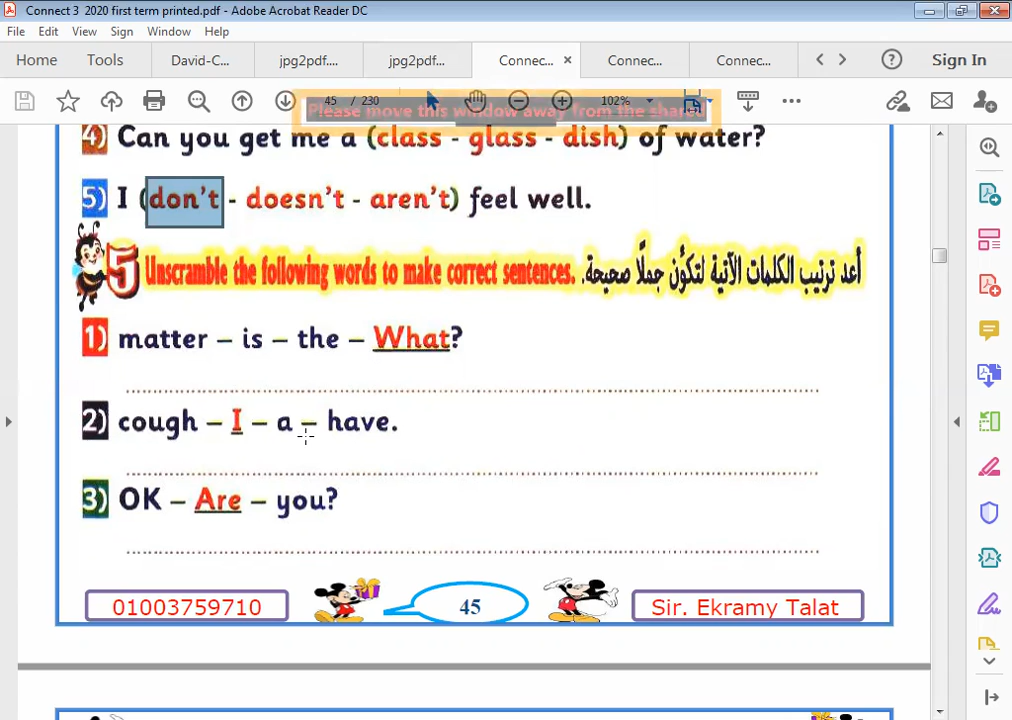 Connect 3 2020 first term printed.pdf - Adobe Acrobat Reader DC
File Edit View Sign Window Help
Home Tools David-C... jpg2pdf.... jpg2pdf.... Connec... × Connec... Connec... Sign In
45 / 230 102%
Please move this window away from the shared
4) Can you get me a (class - glass - dish) of water?
5) I (don't - doesn't - aren't) feel well.
5 Unscramble the following words to make correct sentences. أعد ترتيب الكلمات الآتية لتكوِّن جملًا صحيحة.
1) matter – is – the – What?
2) cough – I – a – have.
3) OK – Are – you?
01003759710 45 Sir. Ekramy Talat